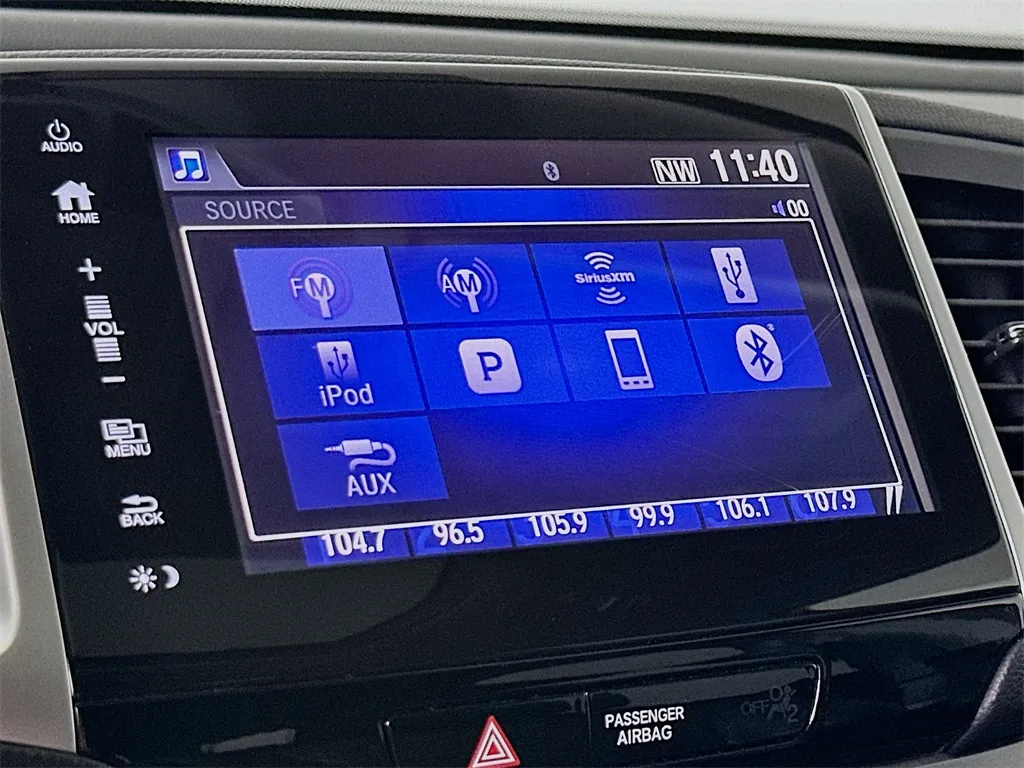 AUDIO
NW 11:40
HOME
SOURCE
00
FM
AM
SiriusXm
VOL
iPod
P
MENU
AUX
BACK
104.7 96.5 105.9 99.9 106.1 107.9
PASSENGER
AIRBAG
OFF
2